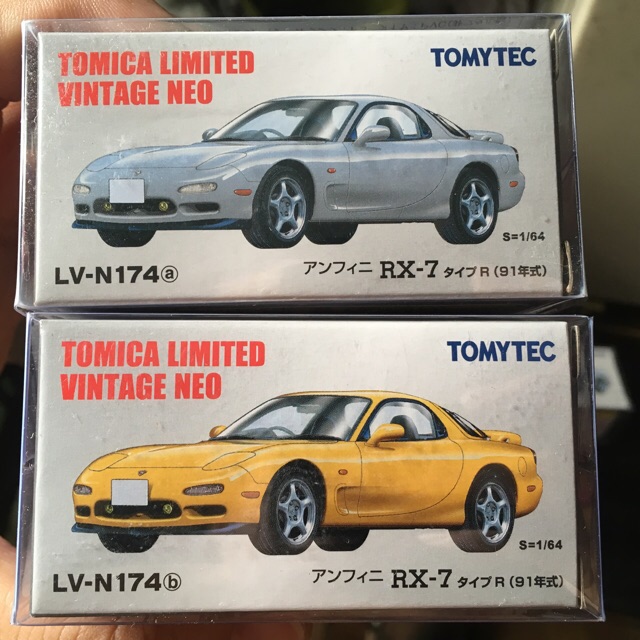 TOMICA LIMITED
VINTAGE NEO
TOMYTEC
S=1/64
LV-N174ⓐ
アンフィニ RX-7 タイプR (91年式)
TOMICA LIMITED
VINTAGE NEO
TOMYTEC
S=1/64
LV-N174ⓑ
アンフィニ RX-7 タイプR (91年式)